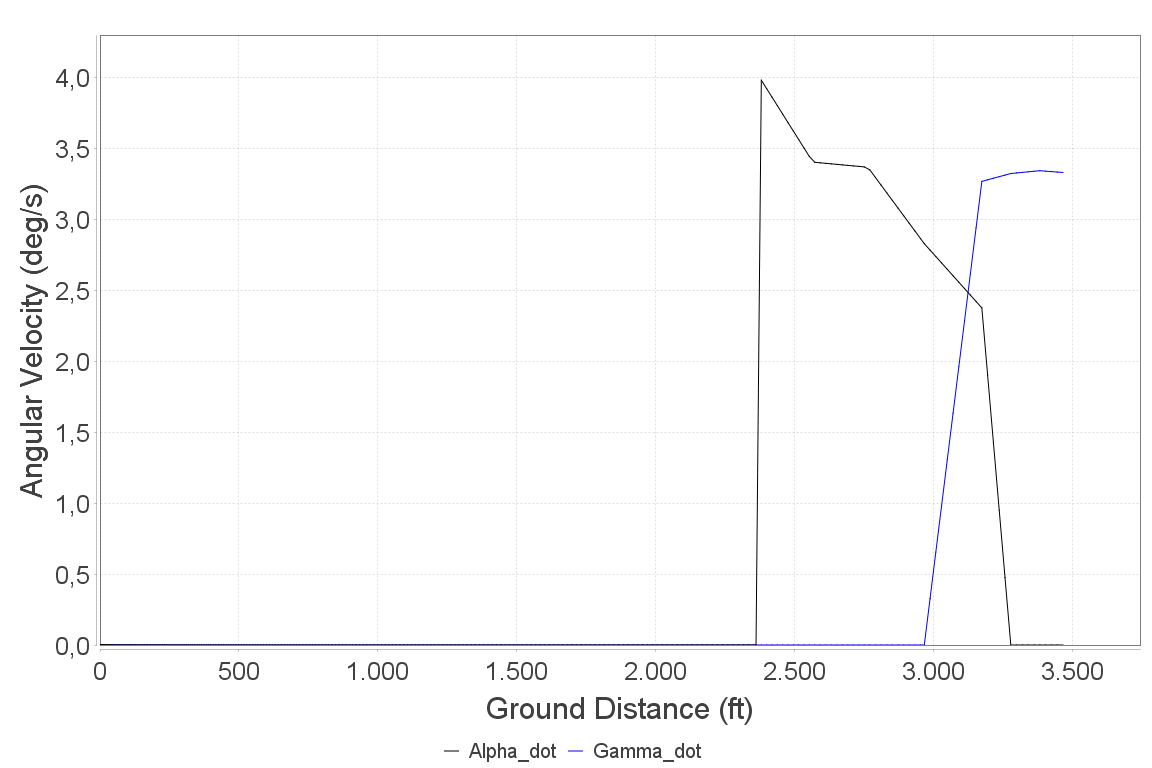 Angular Velocity (deg/s)
4,0
3,5
3,0
2,5
2,0
1,5
1,0
0,5
0,0
0 500 1.000 1.500 2.000 2.500 3.000 3.500
Ground Distance (ft)
Alpha_dot Gamma_dot